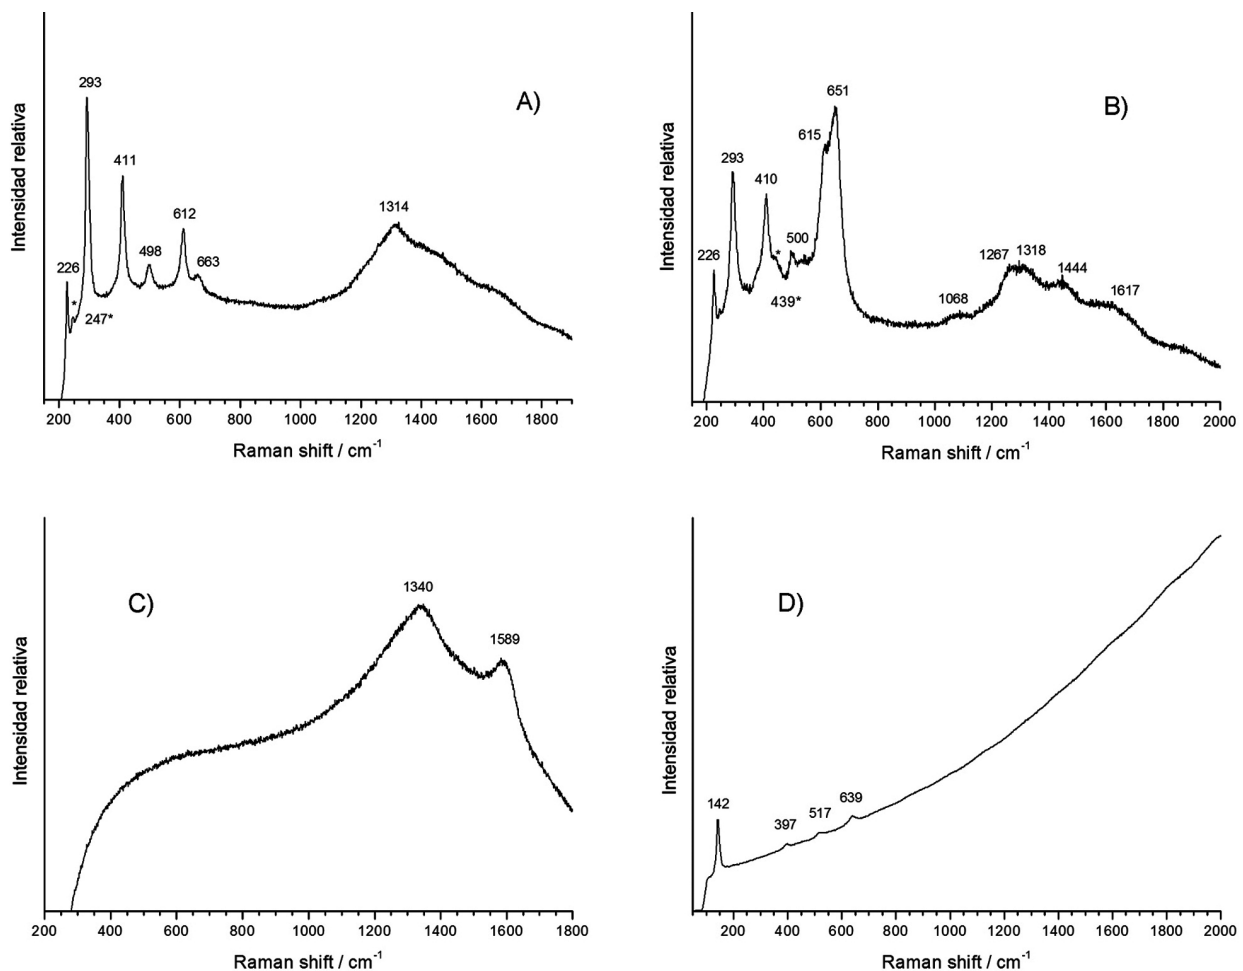 A)
Intensidad relativa
293
411
226
247*
*
498
612
663
1314
200 400 600 800 1000 1200 1400 1600 1800
Raman shift / cm-1
B)
Intensidad relativa
651
615
293
410
226
*
500
439*
1068
1267
1318
1444
1617
200 400 600 800 1000 1200 1400 1600 1800 2000
Raman shift / cm-1
C)
Intensidad relativa
1340
1589
200 400 600 800 1000 1200 1400 1600 1800
Raman shift / cm-1
D)
Intensidad relativa
142
397
517
639
200 400 600 800 1000 1200 1400 1600 1800 2000
Raman shift / cm-1